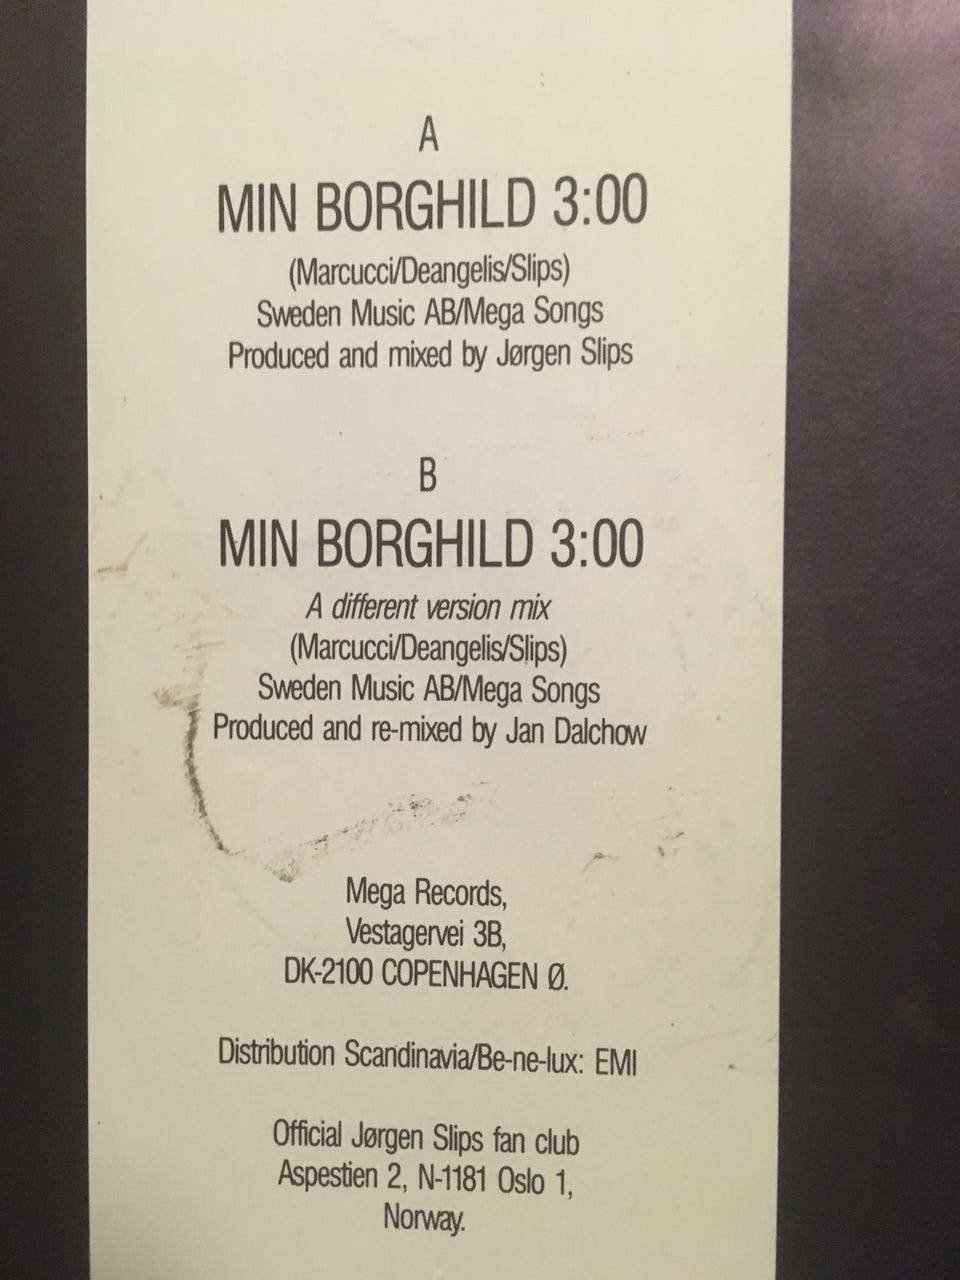 A
MIN BORGHILD 3:00
(Marcucci/Deangelis/Slips)
Sweden Music AB/Mega Songs
Produced and mixed by Jørgen Slips
B
MIN BORGHILD 3:00
A different version mix
(Marcucci/Deangelis/Slips)
Sweden Music AB/Mega Songs
Produced and re-mixed by Jan Dalchow
Mega Records,
Vestagervei 3B,
DK-2100 COPENHAGEN Ø.
Distribution Scandinavia/Be-ne-lux: EMI
Official Jørgen Slips fan club
Aspestien 2, N-1181 Oslo 1,
Norway.